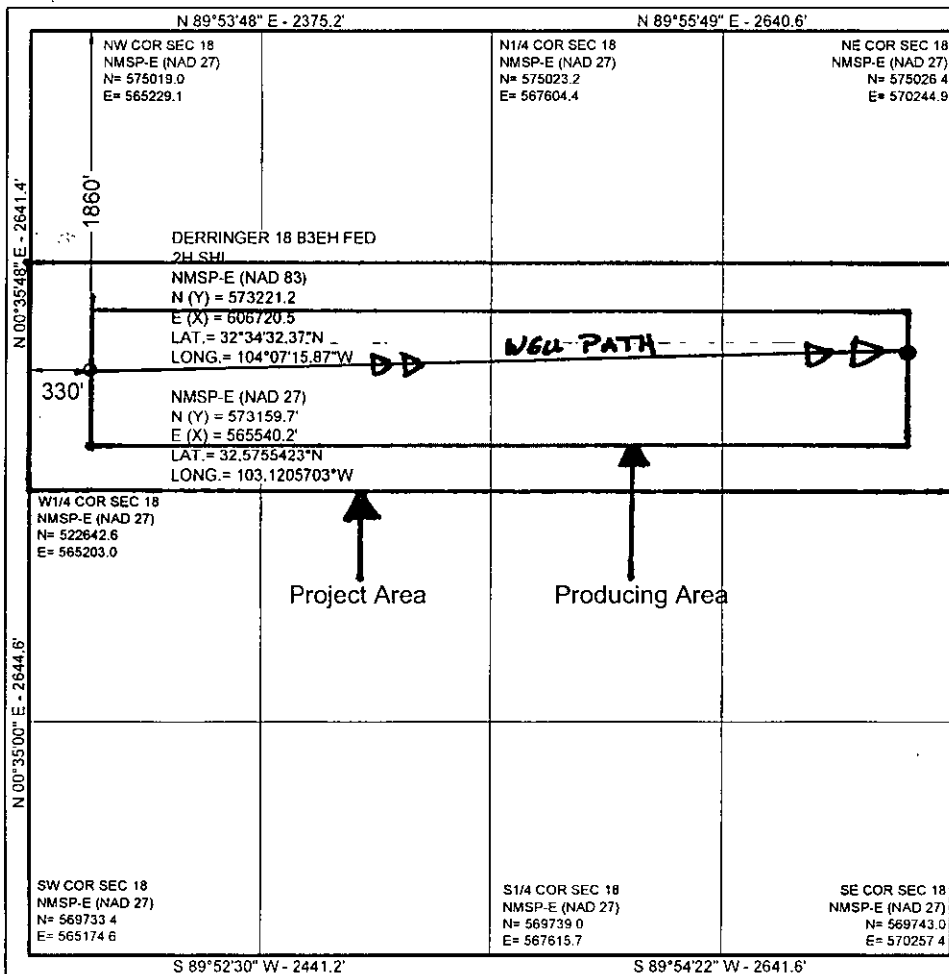 N 89°53'48" E - 2375.2'
N 89°55'49" E - 2640.6'
NW COR SEC 18
NMSP-E (NAD 27)
N= 575019.0
E= 565229.1
N1/4 COR SEC 18
NMSP-E (NAD 27)
N= 575023.2
E= 567604.4
NE COR SEC 18
NMSP-E (NAD 27)
N= 575026.4
E= 570244.9
N 00°35'48" E - 2641.4'
1860'
330'
DERRINGER 18 B3EH FED
2H SHL
NMSP-E (NAD 83)
N (Y) = 573221.2
E (X) = 606720.5
LAT.= 32°34'32.37"N
LONG.= 104°07'15.87"W
NMSP-E (NAD 27)
N (Y) = 573159.7'
E (X) = 565540.2'
LAT.= 32.5755423°N
LONG.= 103.1205703°W
WELL PATH
W1/4 COR SEC 18
NMSP-E (NAD 27)
N= 522642.6
E= 565203.0
Project Area
Producing Area
N 00°35'00" E - 2644.6'
SW COR SEC 18
NMSP-E (NAD 27)
N= 569733.4
E= 565174.6
S1/4 COR SEC 18
NMSP-E (NAD 27)
N= 569739.0
E= 567615.7
SE COR SEC 18
NMSP-E (NAD 27)
N= 569743.0
E= 570257.4
S 89°52'30" W - 2441.2'
S 89°54'22" W - 2641.6'